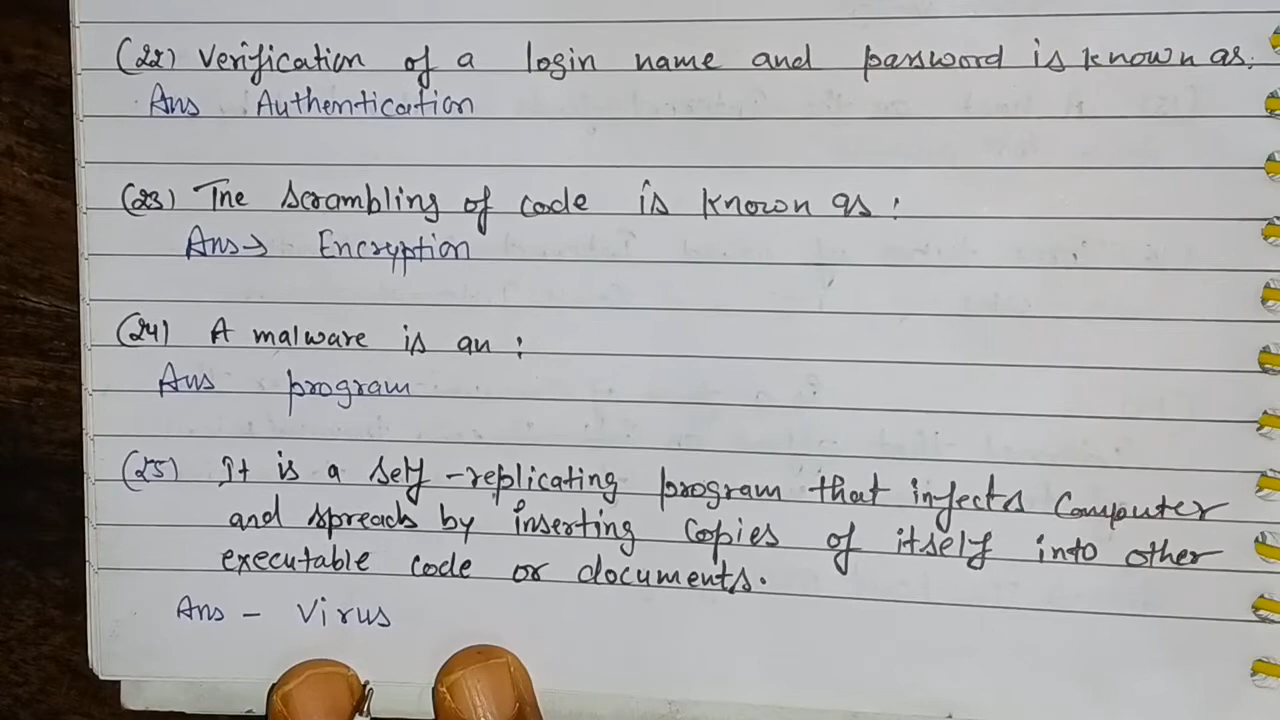 (22) Verification of a login name and password is known as.
Ans Authentication
(23) The scrambling of code is known as:
Ans→ Encryption
(24) A malware is an :
Ans program
(25) It is a self-replicating program that infects Computer
and spreads by inserting copies of itself into other
executable code or documents.
Ans - Virus